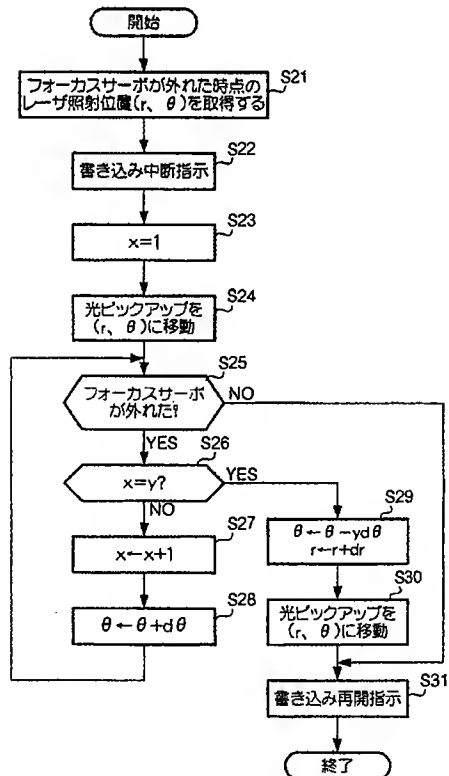 開始
S21
フォーカスサーボが外れた時点の
レーザ照射位置(r、θ)を取得する
S22
書き込み中断指示
S23
x=1
S24
光ピックアップを
(r、θ)に移動
S25
フォーカスサーボ
が外れた?
NO
YES
S26
x=y?
YES
NO
S27
x←x+1
S28
θ←θ+dθ
S29
θ←θ−ydθ
r←r+dr
S30
光ピックアップを
(r、θ)に移動
S31
書き込み再開指示
終了